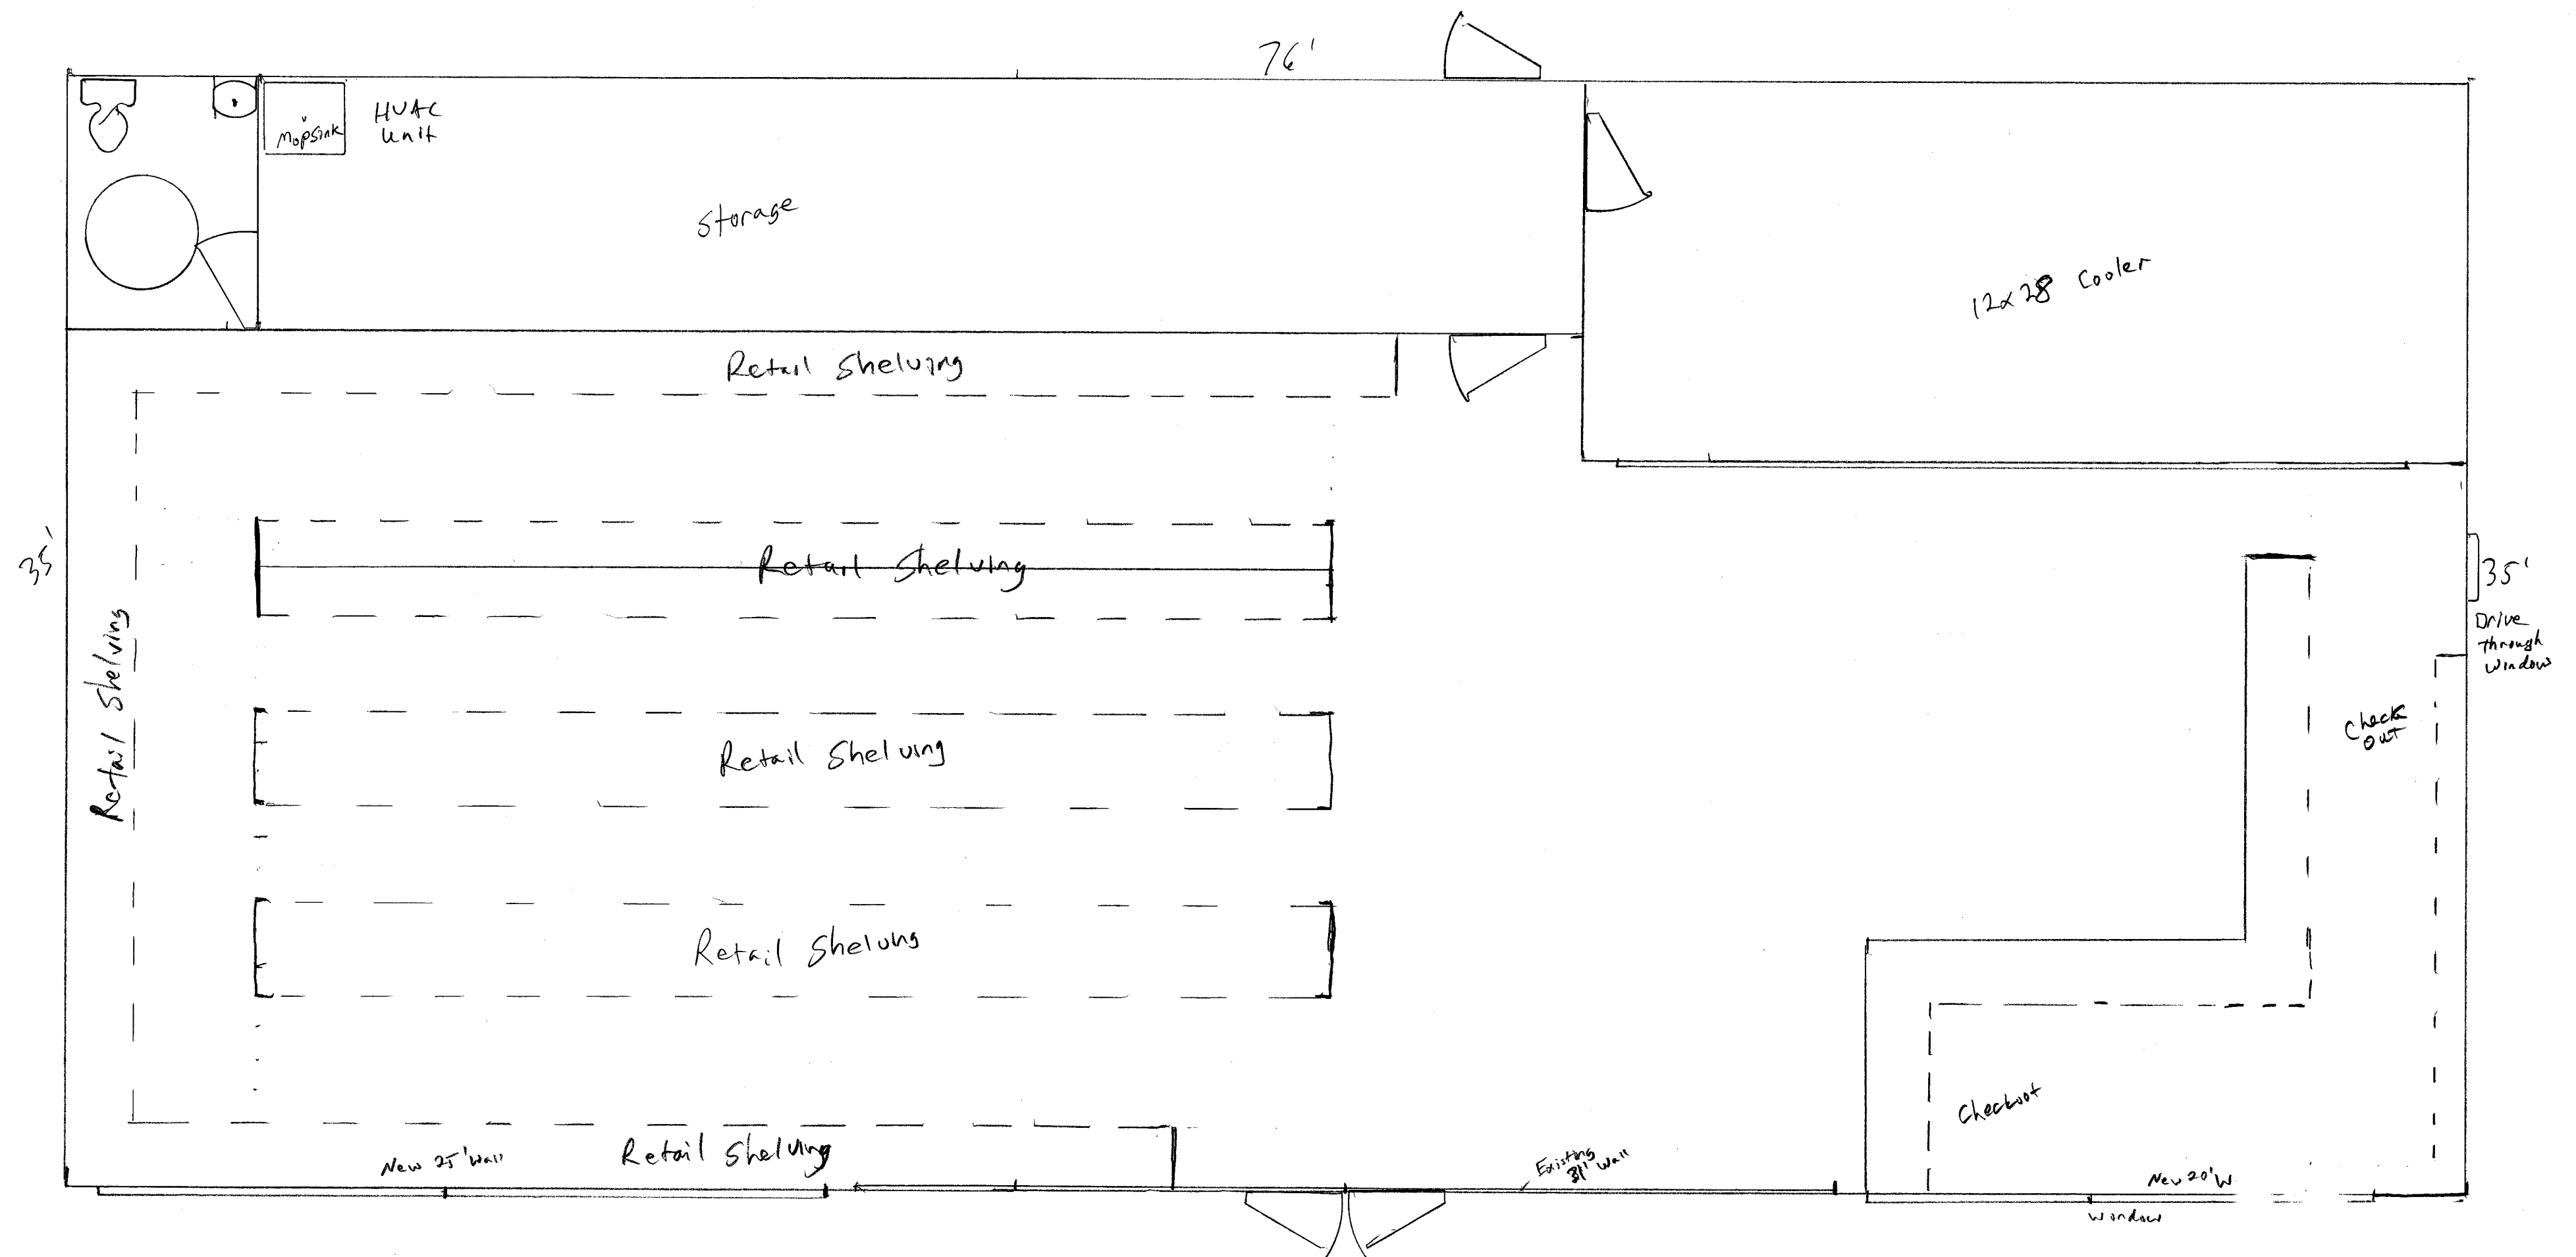 76'
HVAC
Unit
Mopsink
Storage
12x28 Cooler
Retail Shelving
35'
Retail Shelving
Retail Shelving
35'
Drive
through
window
Check
out
Retail Shelving
Retail Shelving
Checkout
New 25' Wall
Retail Shelving
Existing
31' Wall
New 20' W
Window